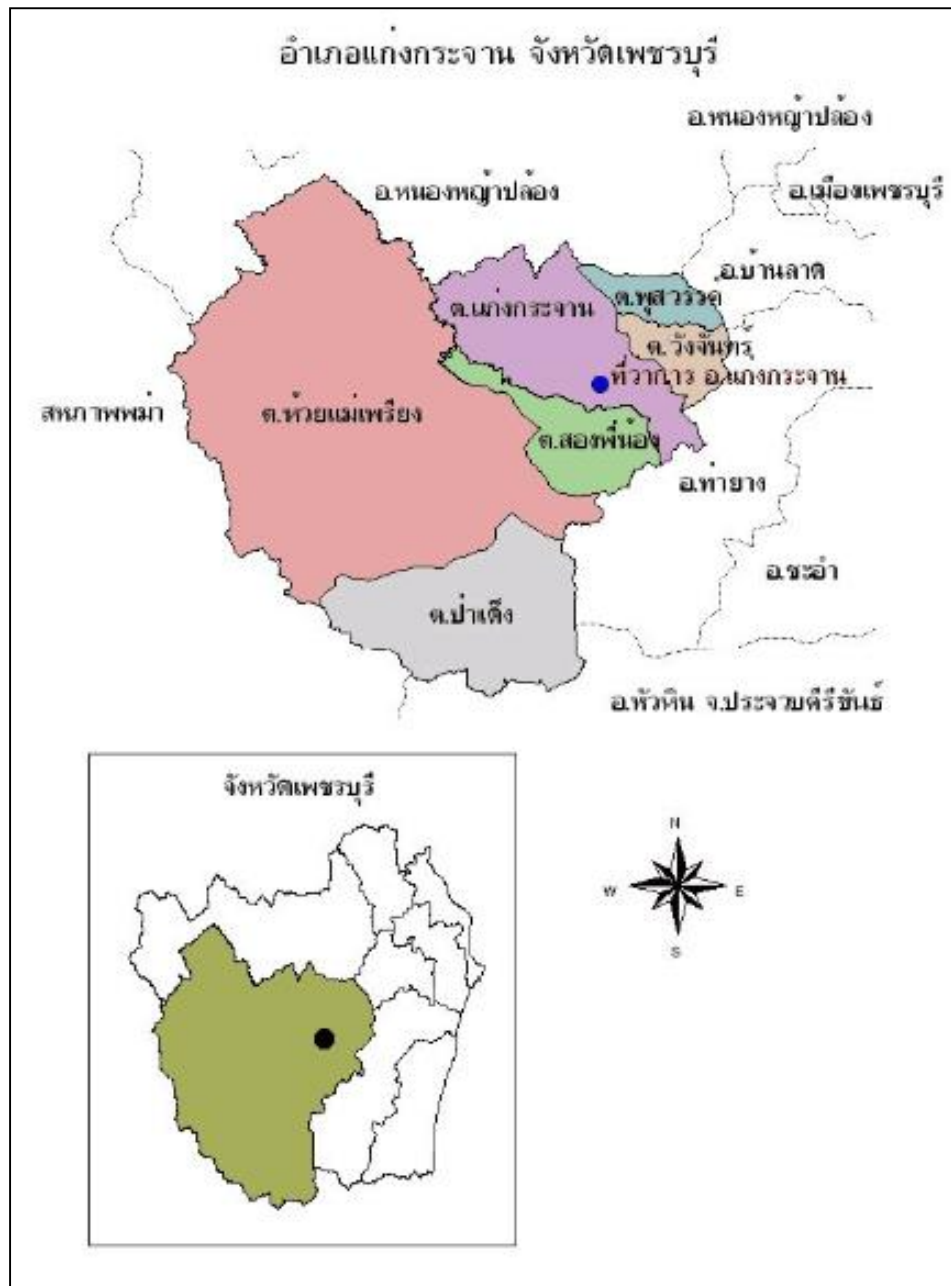 อำเภอแก่งกระจาน จังหวัดเพชรบุรี
อ.หนองหญ้าปล้อง
อ.หนองหญ้าปล้อง
อ.เมืองเพชรบุรี
อ.บ้านลาด
ต.พุสวรรค์
ต.แก่งกระจาน
ต.วังจันทร์
ที่ว่าการ อ.แก่งกระจาน
สหภาพพม่า
ต.ห้วยแม่เพรียง
ต.สองพี่น้อง
อ.ท่ายาง
อ.ชะอำ
ต.ป่าเด็ง
อ.หัวหิน จ.ประจวบคีรีขันธ์
จังหวัดเพชรบุรี
N
W E
S